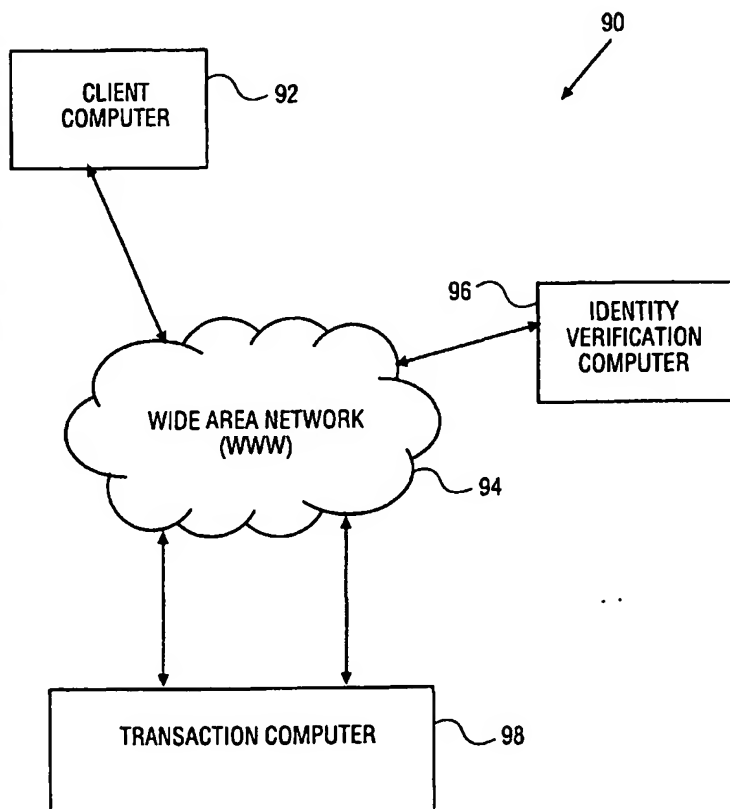 90
CLIENT
COMPUTER
92
96
IDENTITY
VERIFICATION
COMPUTER
WIDE AREA NETWORK
(WWW)
94
TRANSACTION COMPUTER
98